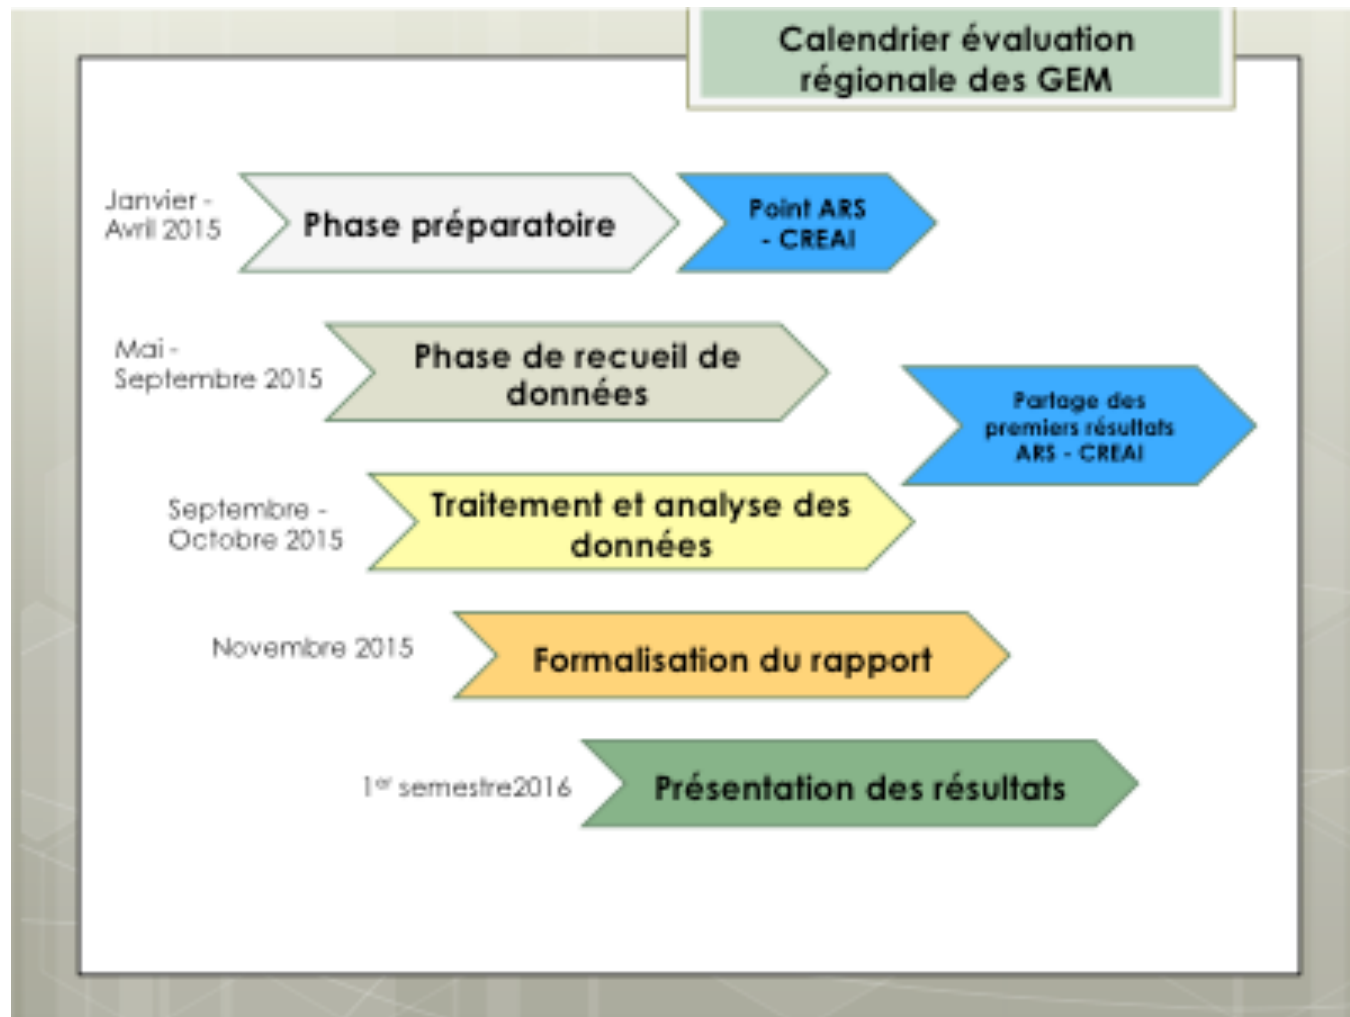 Calendrier évaluation
régionale des GEM
Janvier -
Avril 2015
Phase préparatoire
Point ARS
- CREAI
Mai -
Septembre 2015
Phase de recueil de
données
Partage des
premiers résultats
ARS - CREAI
Septembre -
Octobre 2015
Traitement et analyse des
données
Novembre 2015
Formalisation du rapport
1er semestre2016
Présentation des résultats